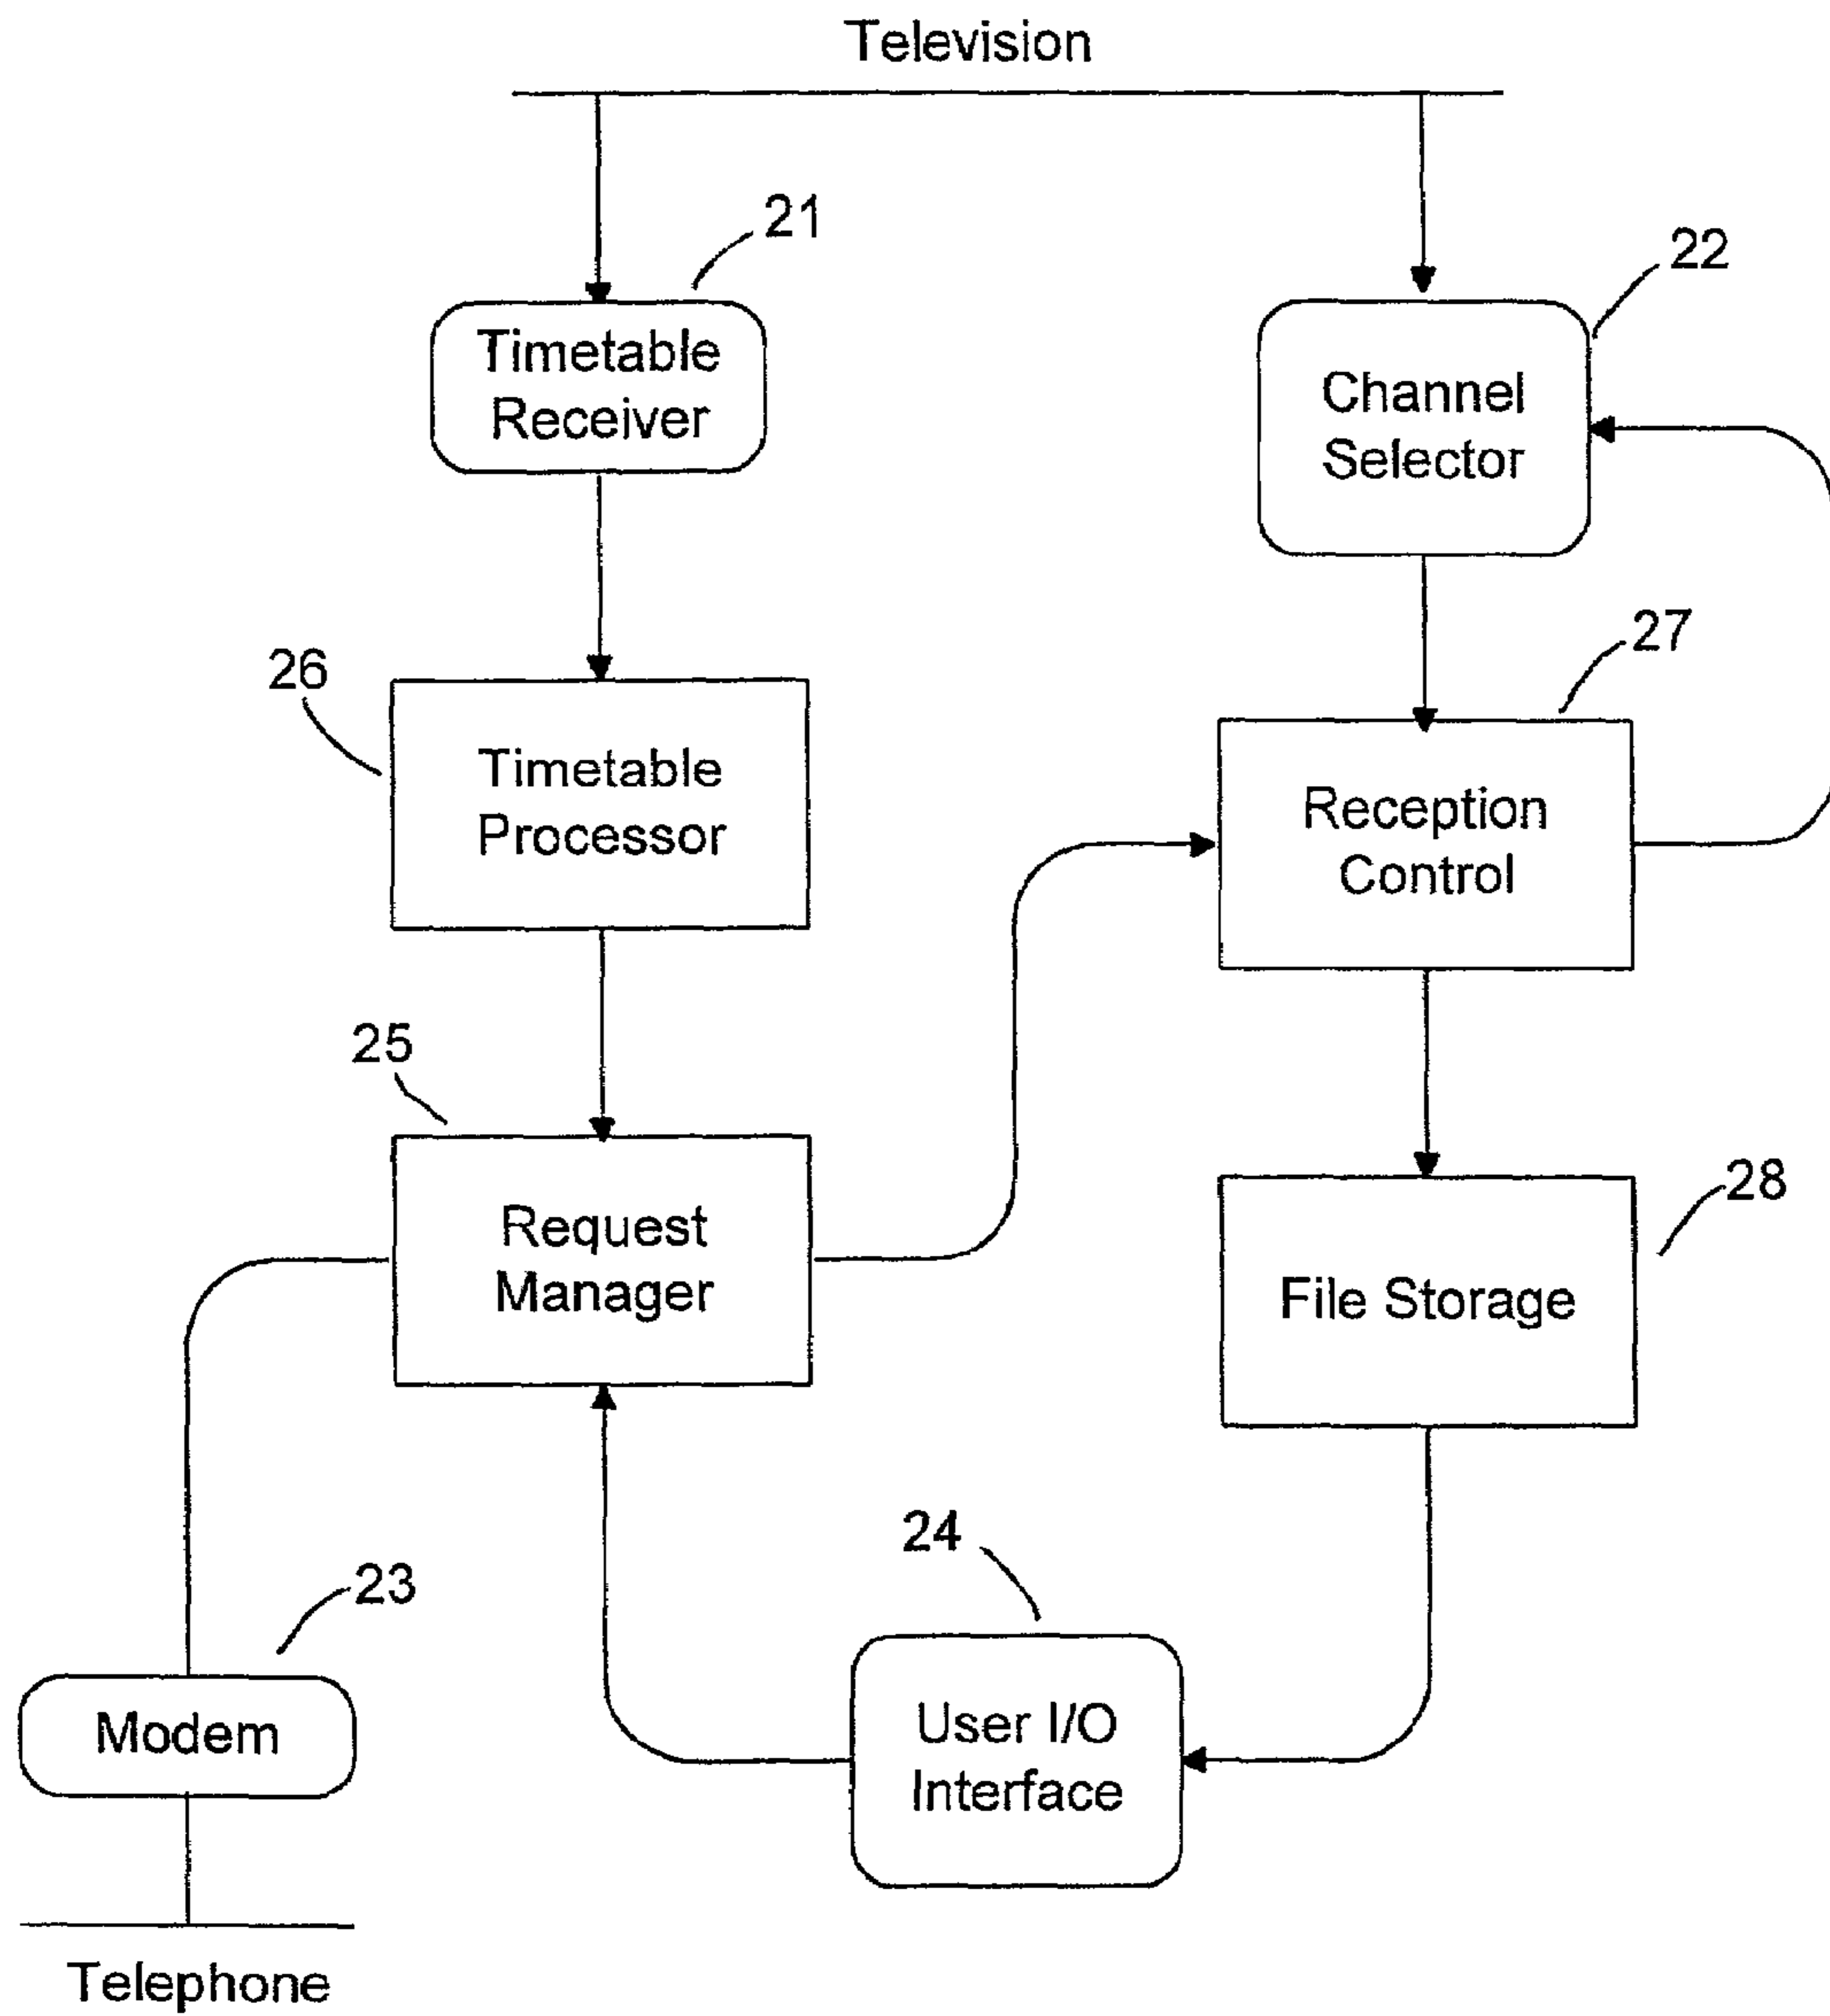 Television
21
22
Timetable
Receiver
Channel
Selector
26
27
Timetable
Processor
Reception
Control
25
28
Request
Manager
File Storage
24
23
Modem
User I/O
Interface
Telephone